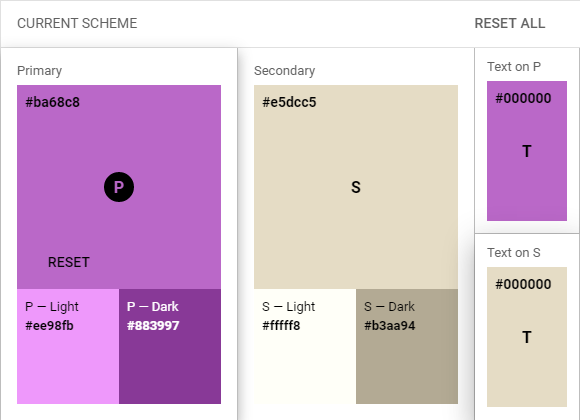 CURRENT SCHEME
RESET ALL
Primary
#ba68c8
P
RESET
P — Light
#ee98fb
P — Dark
#883997
Secondary
#e5dcc5
S
S — Light
#fffff8
S — Dark
#b3aa94
Text on P
#000000
T
Text on S
#000000
T